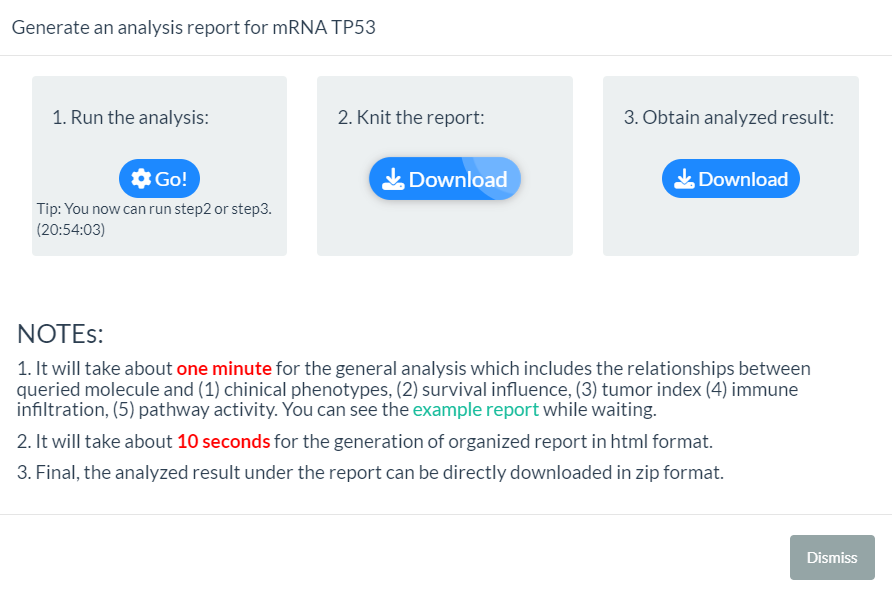 Generate an analysis report for mRNA TP53
1. Run the analysis:
Go!
Tip: You now can run step2 or step3.
(20:54:03)
2. Knit the report:
Download
3. Obtain analyzed result:
Download
NOTEs:
1. It will take about one minute for the general analysis which includes the relationships between
queried molecule and (1) chinical phenotypes, (2) survival influence, (3) tumor index (4) immune
infiltration, (5) pathway activity. You can see the example report while waiting.
2. It will take about 10 seconds for the generation of organized report in html format.
3. Final, the analyzed result under the report can be directly downloaded in zip format.
Dismiss